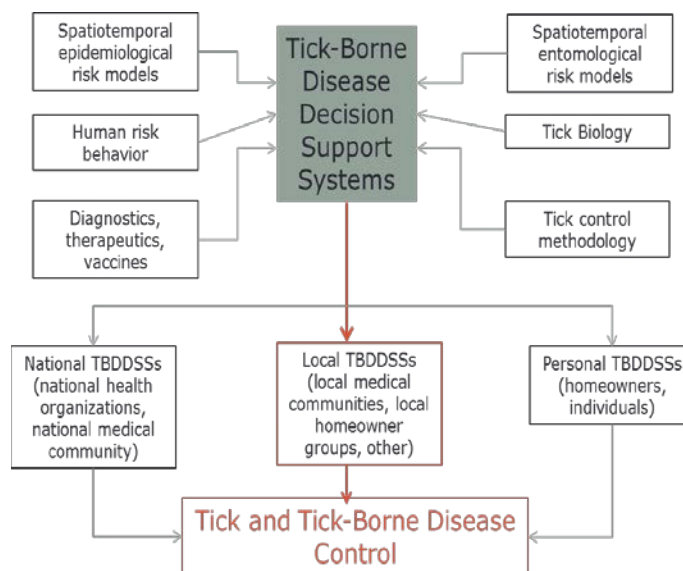 Spatiotemporal
epidemiological
risk models
Tick-Borne
Disease
Decision
Support
Systems
Spatiotemporal
entomological
risk models
Human risk
behavior
Tick Biology
Diagnostics,
therapeutics,
vaccines
Tick control
methodology
National TBDDSSs
(national health
organizations,
national medical
community)
Local TBDDSSs
(local medical
communities, local
homeowner
groups, other)
Personal TBDDSSs
(homeowners,
individuals)
Tick and Tick-Borne Disease
Control